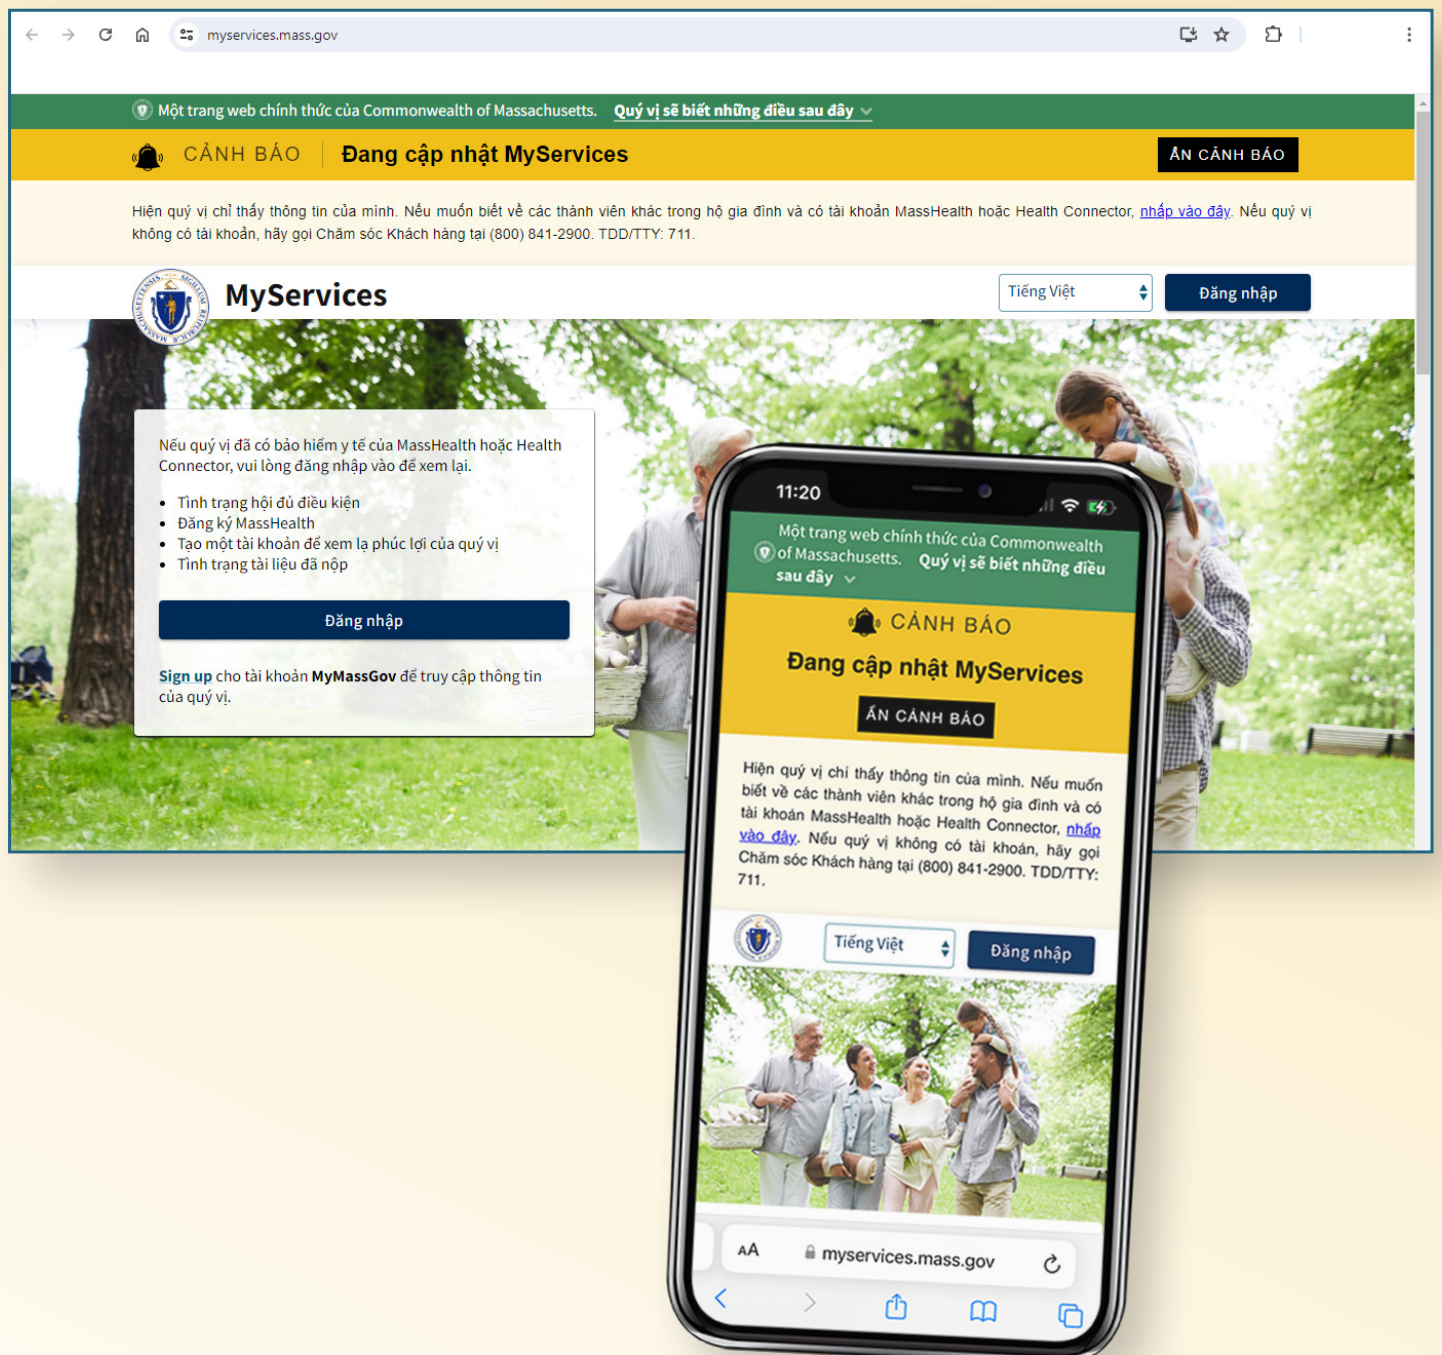 myservices.mass.gov
Một trang web chính thức của Commonwealth of Massachusetts. Quý vị sẽ biết những điều sau đây
CẢNH BÁO Đang cập nhật MyServices ẨN CẢNH BÁO
Hiện quý vị chỉ thấy thông tin của mình. Nếu muốn biết về các thành viên khác trong hộ gia đình và có tài khoản MassHealth hoặc Health Connector, nhấp vào đây. Nếu quý vị
không có tài khoản, hãy gọi Chăm sóc Khách hàng tại (800) 841-2900. TDD/TTY: 711.
MyServices Tiếng Việt Đăng nhập
Nếu quý vị đã có bảo hiểm y tế của MassHealth hoặc Health
Connector, vui lòng đăng nhập vào để xem lại.
• Tình trạng hội đủ điều kiện
• Đăng ký MassHealth
• Tạo một tài khoản để xem lạ phúc lợi của quý vị
• Tình trạng tài liệu đã nộp
Đăng nhập
Sign up cho tài khoản MyMassGov để truy cập thông tin
của quý vị.
11:20
Một trang web chính thức của Commonwealth
of Massachusetts. Quý vị sẽ biết những điều
sau đây
CẢNH BÁO
Đang cập nhật MyServices
ẨN CẢNH BÁO
Hiện quý vị chỉ thấy thông tin của mình. Nếu muốn
biết về các thành viên khác trong hộ gia đình và có
tài khoản MassHealth hoặc Health Connector, nhấp
vào đây. Nếu quý vị không có tài khoản, hãy gọi
Chăm sóc Khách hàng tại (800) 841-2900. TDD/TTY:
711.
Tiếng Việt Đăng nhập
AA myservices.mass.gov